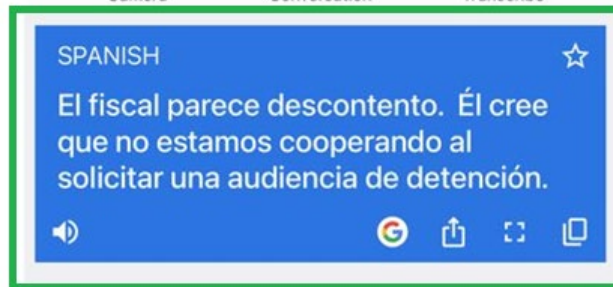 SPANISH
El fiscal parece descontento. Él cree
que no estamos cooperando al
solicitar una audiencia de detención.